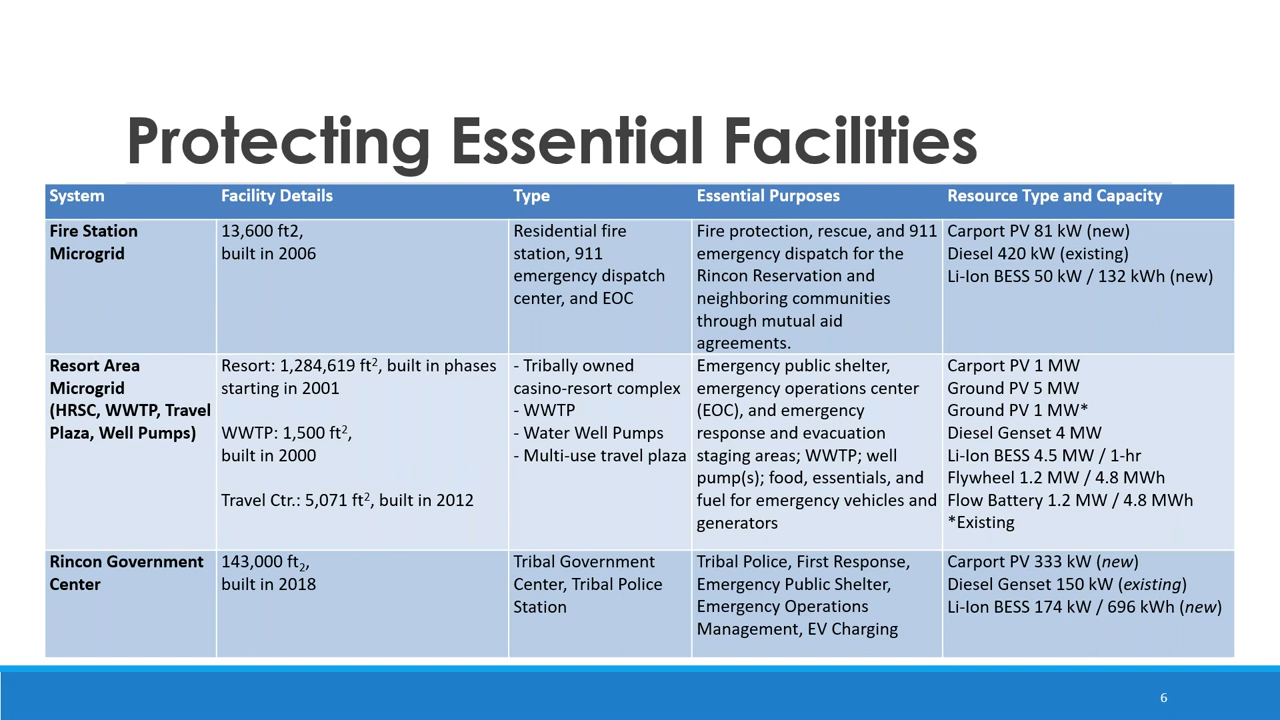 Protecting Essential Facilities
System
Facility Details
Type
Essential Purposes
Resource Type and Capacity
Fire Station
Microgrid
13,600 ft2,
built in 2006
Residential fire
station, 911
emergency dispatch
center, and EOC
Fire protection, rescue, and 911
emergency dispatch for the
Rincon Reservation and
neighboring communities
through mutual aid
agreements.
Carport PV 81 kW (new)
Diesel 420 kW (existing)
Li-Ion BESS 50 kW / 132 kWh (new)
Resort Area
Microgrid
(HRSC, WWTP, Travel
Plaza, Well Pumps)
Resort: 1,284,619 ft², built in phases
starting in 2001
WWTP: 1,500 ft²,
built in 2000
Travel Ctr.: 5,071 ft², built in 2012
- Tribally owned
casino-resort complex
- WWTP
- Water Well Pumps
- Multi-use travel plaza
Emergency public shelter,
emergency operations center
(EOC), and emergency
response and evacuation
staging areas; WWTP; well
pump(s); food, essentials, and
fuel for emergency vehicles and
generators
Carport PV 1 MW
Ground PV 5 MW
Ground PV 1 MW*
Diesel Genset 4 MW
Li-Ion BESS 4.5 MW / 1-hr
Flywheel 1.2 MW / 4.8 MWh
Flow Battery 1.2 MW / 4.8 MWh
*Existing
Rincon Government
Center
143,000 ft₂,
built in 2018
Tribal Government
Center, Tribal Police
Station
Tribal Police, First Response,
Emergency Public Shelter,
Emergency Operations
Management, EV Charging
Carport PV 333 kW (new)
Diesel Genset 150 kW (existing)
Li-Ion BESS 174 kW / 696 kWh (new)
6